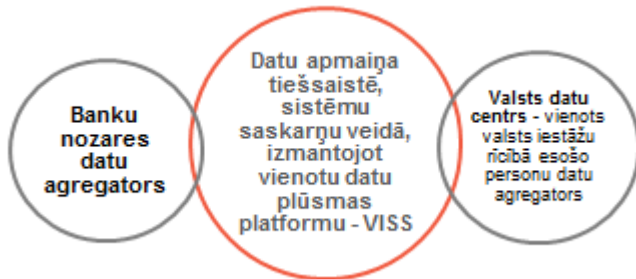 Banku
nozares
datu
agregators
Datu apmaiņa
tiešsaistē,
sistēmu
saskarņu veidā,
izmantojot
vienotu datu
plūsmas
platformu - VISS
Valsts datu
centrs - vienots
valsts iestāžu
rīcībā esošo
personu datu
agregators